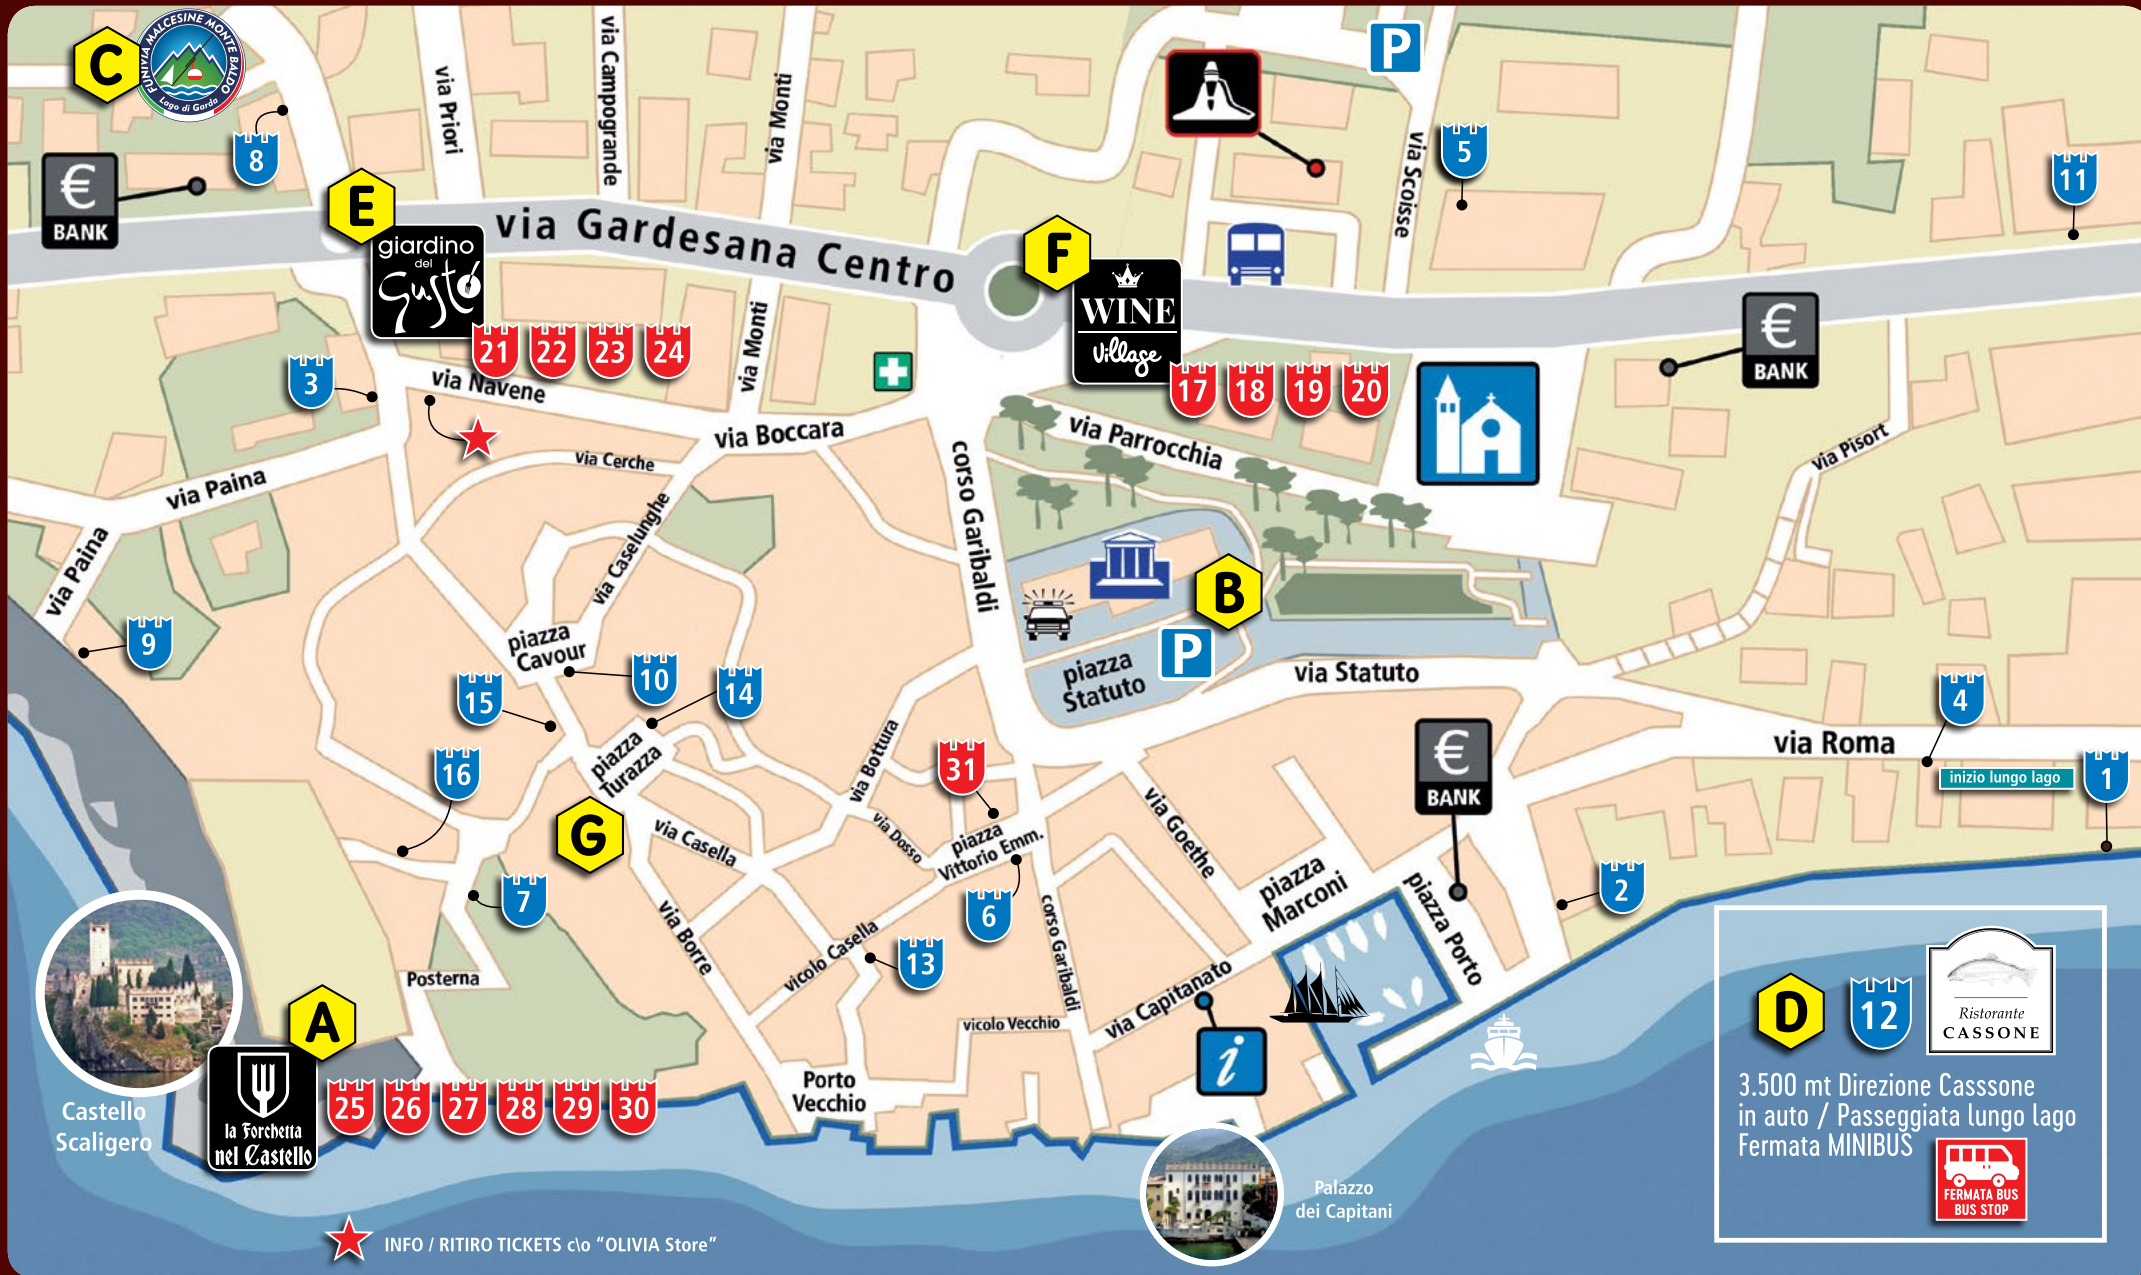 C
FUNIVIA MALCESINE MONTE BALDO
Lago di Garda
8
€
BANK
via Priori
via Campogrande
via Monti
P
via Scoisse
5
11
E
giardino
del
Gusto
via Gardesana Centro
F
WINE
Village
€
BANK
21
22
23
24
17
18
19
20
3
via Navene
via Monti
via Boccara
via Cerche
via Paina
via Paina
via Caselunghe
corso Garibaldi
via Parrocchia
via Pisort
B
P
9
piazza
Cavour
10
14
15
piazza
Statuto
via Statuto
4
16
piazza
Turazza
via Bottura
31
€
BANK
via Roma
inizio lungo lago
1
G
via Casella
via Dosso
piazza
Vittorio Emm.
via Goethe
piazza
Marconi
piazza Porto
2
7
6
via Borre
vicolo Casella
13
corso Garibaldi
Posterna
via Capitanato
vicolo Vecchio
i
A
Castello
Scaligero
la Forchetta
nel Castello
25
26
27
28
29
30
Porto
Vecchio
Palazzo
dei Capitani
D
12
Ristorante
CASSONE
3.500 mt Direzione Casssone
in auto / Passeggiata lungo lago
Fermata MINIBUS
FERMATA BUS
BUS STOP
INFO / RITIRO TICKETS c\o "OLIVIA Store"